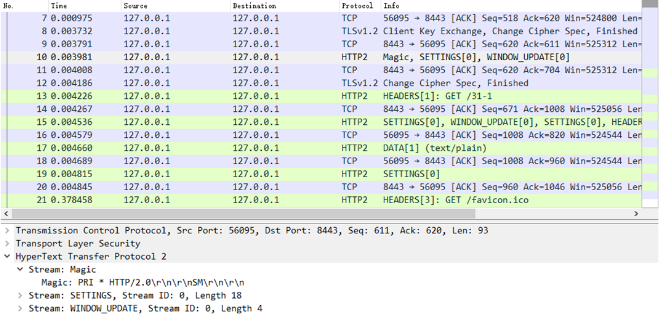 No. Time Source Destination Protocol Info
7 0.000975 127.0.0.1 127.0.0.1 TCP 56095 → 8443 [ACK] Seq=518 Ack=620 Win=524800 Len=
8 0.003732 127.0.0.1 127.0.0.1 TLSv1.2 Client Key Exchange, Change Cipher Spec, Finished
9 0.003791 127.0.0.1 127.0.0.1 TCP 8443 → 56095 [ACK] Seq=620 Ack=611 Win=525312 Len=
10 0.003981 127.0.0.1 127.0.0.1 HTTP2 Magic, SETTINGS[0], WINDOW_UPDATE[0]
11 0.004008 127.0.0.1 127.0.0.1 TCP 8443 → 56095 [ACK] Seq=620 Ack=704 Win=525312 Len=
12 0.004186 127.0.0.1 127.0.0.1 TLSv1.2 Change Cipher Spec, Finished
13 0.004226 127.0.0.1 127.0.0.1 HTTP2 HEADERS[1]: GET /31-1
14 0.004267 127.0.0.1 127.0.0.1 TCP 8443 → 56095 [ACK] Seq=671 Ack=1008 Win=525056 Len
15 0.004536 127.0.0.1 127.0.0.1 HTTP2 SETTINGS[0], WINDOW_UPDATE[0], SETTINGS[0], HEADER
16 0.004579 127.0.0.1 127.0.0.1 TCP 56095 → 8443 [ACK] Seq=1008 Ack=820 Win=524544 Len
17 0.004660 127.0.0.1 127.0.0.1 HTTP2 DATA[1] (text/plain)
18 0.004689 127.0.0.1 127.0.0.1 TCP 56095 → 8443 [ACK] Seq=1008 Ack=960 Win=524544 Len
19 0.004815 127.0.0.1 127.0.0.1 HTTP2 SETTINGS[0]
20 0.004845 127.0.0.1 127.0.0.1 TCP 8443 → 56095 [ACK] Seq=960 Ack=1046 Win=525056 Len
21 0.378458 127.0.0.1 127.0.0.1 HTTP2 HEADERS[3]: GET /favicon.ico
Transmission Control Protocol, Src Port: 56095, Dst Port: 8443, Seq: 611, Ack: 620, Len: 93
Transport Layer Security
HyperText Transfer Protocol 2
Stream: Magic
Magic: PRI * HTTP/2.0\r\n\r\nSM\r\n\r\n
Stream: SETTINGS, Stream ID: 0, Length 18
Stream: WINDOW_UPDATE, Stream ID: 0, Length 4